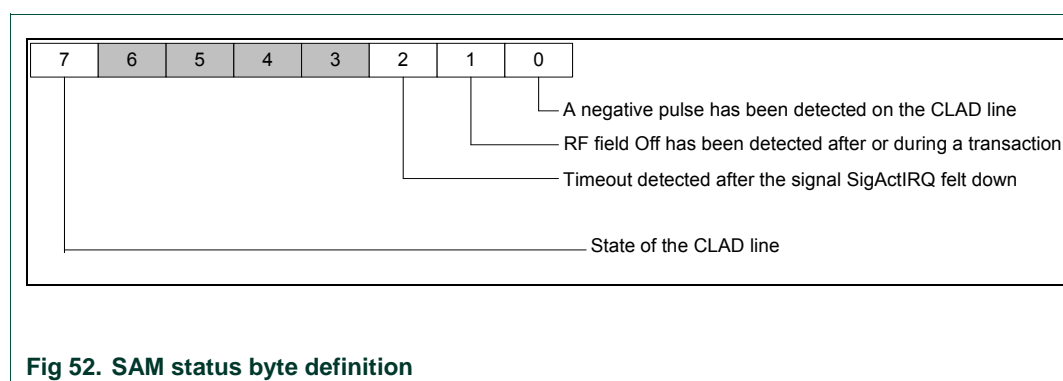 7 6 5 4 3 2 1 0
A negative pulse has been detected on the CLAD line
RF field Off has been detected after or during a transaction
Timeout detected after the signal SigActIRQ felt down
State of the CLAD line
Fig 52. SAM status byte definition